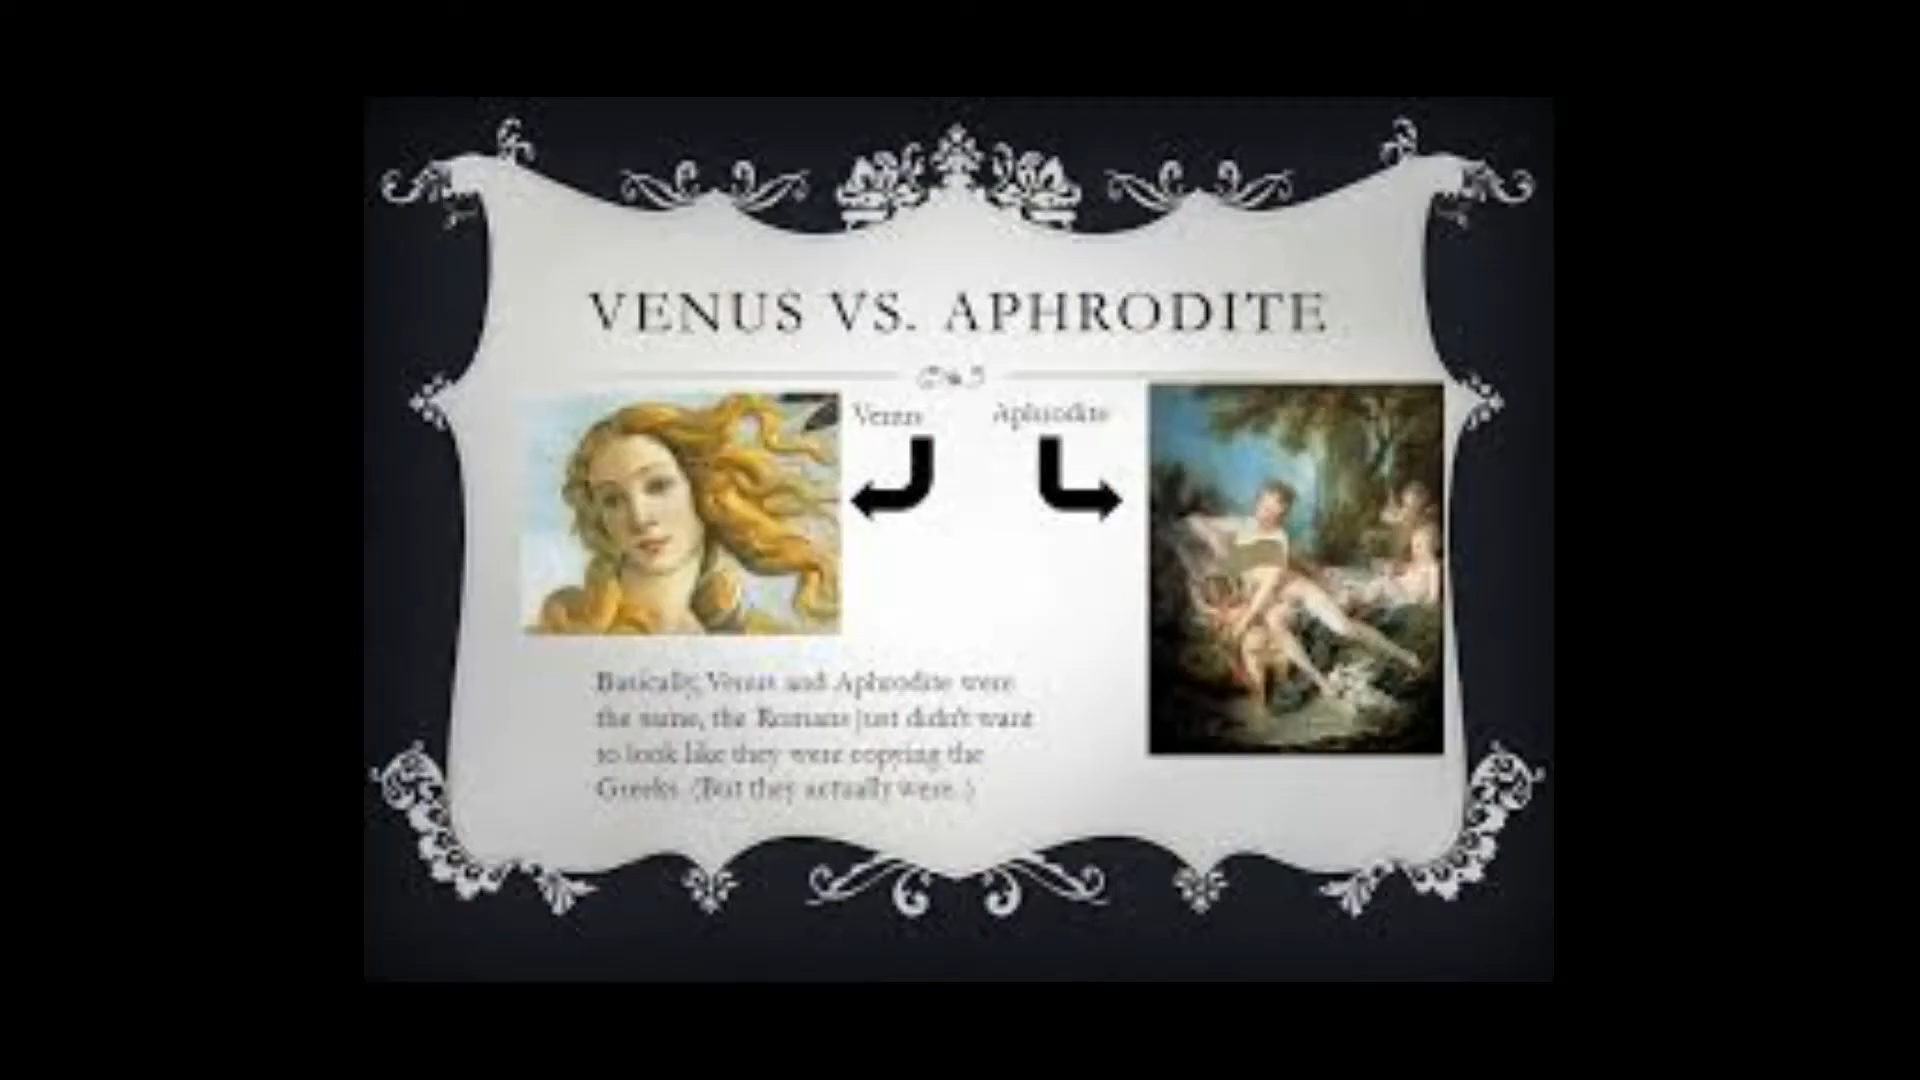 VENUS VS. APHRODITE
Venus
Aphrodite
Basically, Venus and Aphrodite were
the same, the Romans just didn't want
to look like they were copying the
Greeks. (But they actually were.)